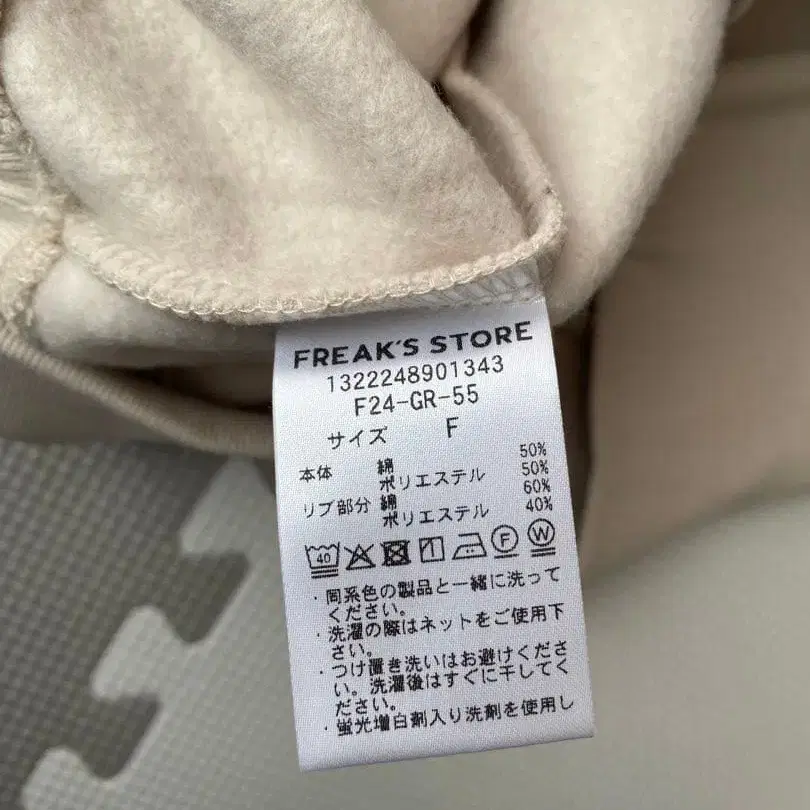 FREAK'S STORE
1322248901343
F24-GR-55
サイズ F
本体 綿 50%
ポリエステル 50%
リブ部分 綿 60%
ポリエステル 40%
40 F W
・同系色の製品と一緒に洗って
ください。
・洗濯の際はネットをご使用下
さい。
・つけ置き洗いはお避けくださ
い。洗濯後はすぐに干してく
ださい。
・蛍光増白剤入り洗剤を使用し